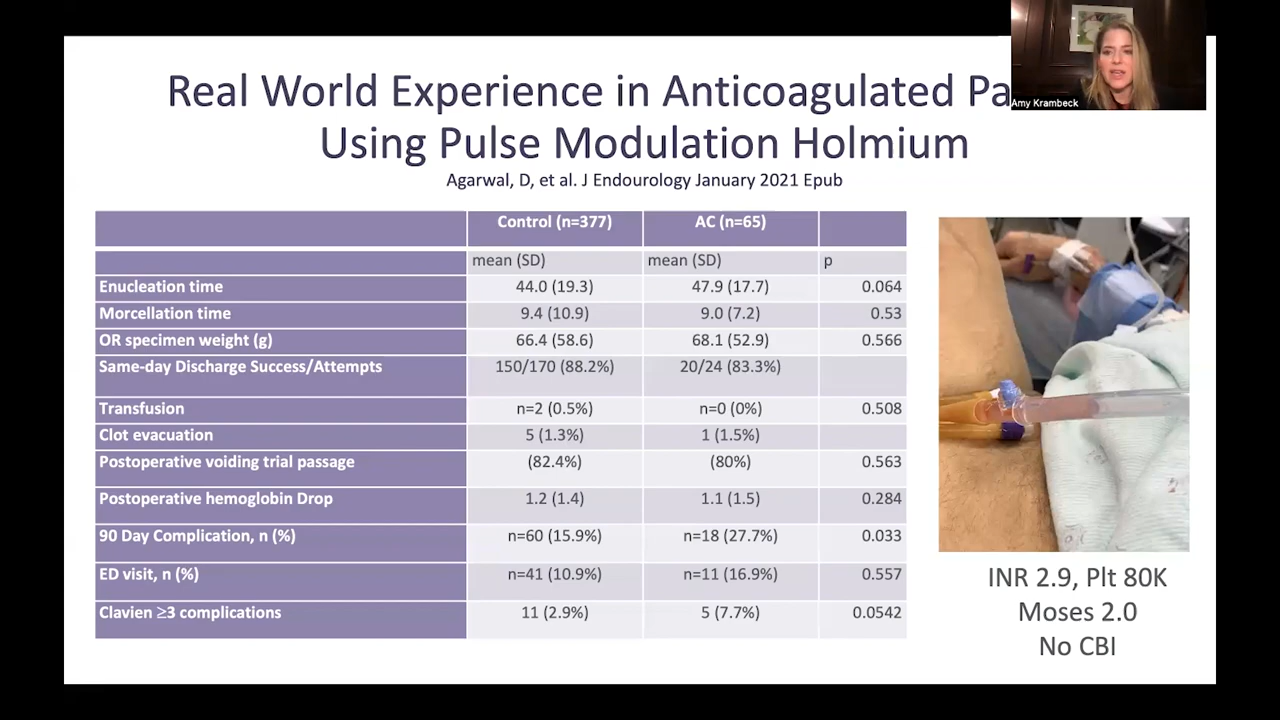 Real World Experience in Anticoagulated
Using Pulse Modulation Holmium
Agarwal, D, et al. J Endourology January 2021 Epub
Amy Krambeck
Control (n=377) AC (n=65)
mean (SD) mean (SD) p
Enucleation time 44.0 (19.3) 47.9 (17.7) 0.064
Morcellation time 9.4 (10.9) 9.0 (7.2) 0.53
OR specimen weight (g) 66.4 (58.6) 68.1 (52.9) 0.566
Same-day Discharge Success/Attempts 150/170 (88.2%) 20/24 (83.3%)
Transfusion n=2 (0.5%) n=0 (0%) 0.508
Clot evacuation 5 (1.3%) 1 (1.5%)
Postoperative voiding trial passage (82.4%) (80%) 0.563
Postoperative hemoglobin Drop 1.2 (1.4) 1.1 (1.5) 0.284
90 Day Complication, n (%) n=60 (15.9%) n=18 (27.7%) 0.033
ED visit, n (%) n=41 (10.9%) n=11 (16.9%) 0.557
Clavien ≥3 complications 11 (2.9%) 5 (7.7%) 0.0542
INR 2.9, Plt 80K
Moses 2.0
No CBI